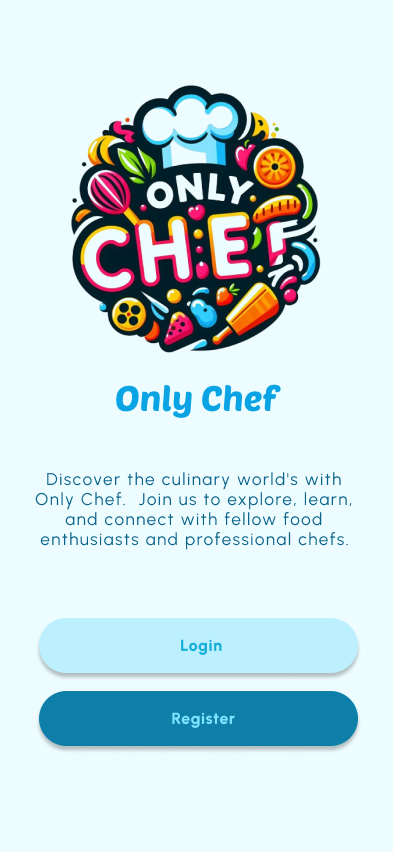 ONLY
CHEF
Only Chef
Discover the culinary world's with
Only Chef.  Join us to explore, learn,
and connect with fellow food
enthusiasts and professional chefs.
Login
Register